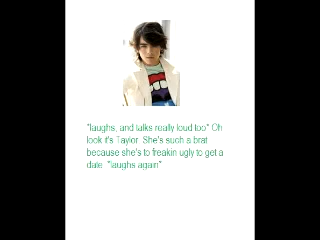 "laughs, and talks really loud too" Oh
look it's Taylor. She's such a brat
because she's to freakin ugly to get a
date. "laughs again"